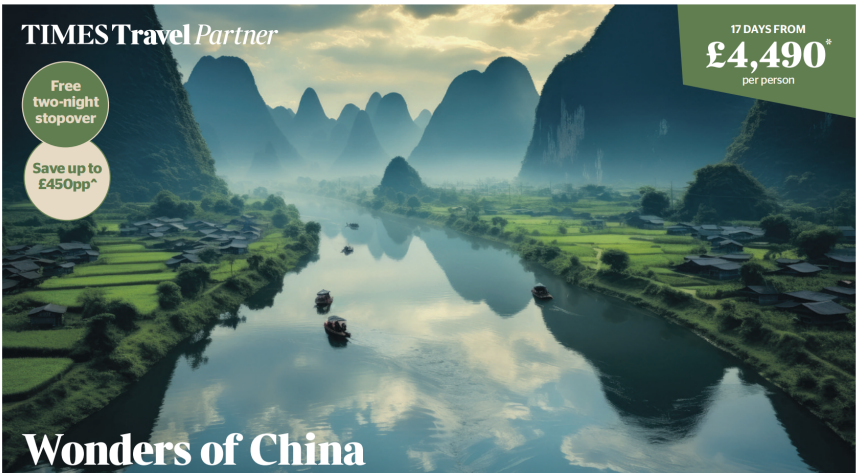 TIMES Travel Partner
17 DAYS FROM
£4,490*
per person
Free
two-night
stopover
Save up to
£450pp^
Wonders of China